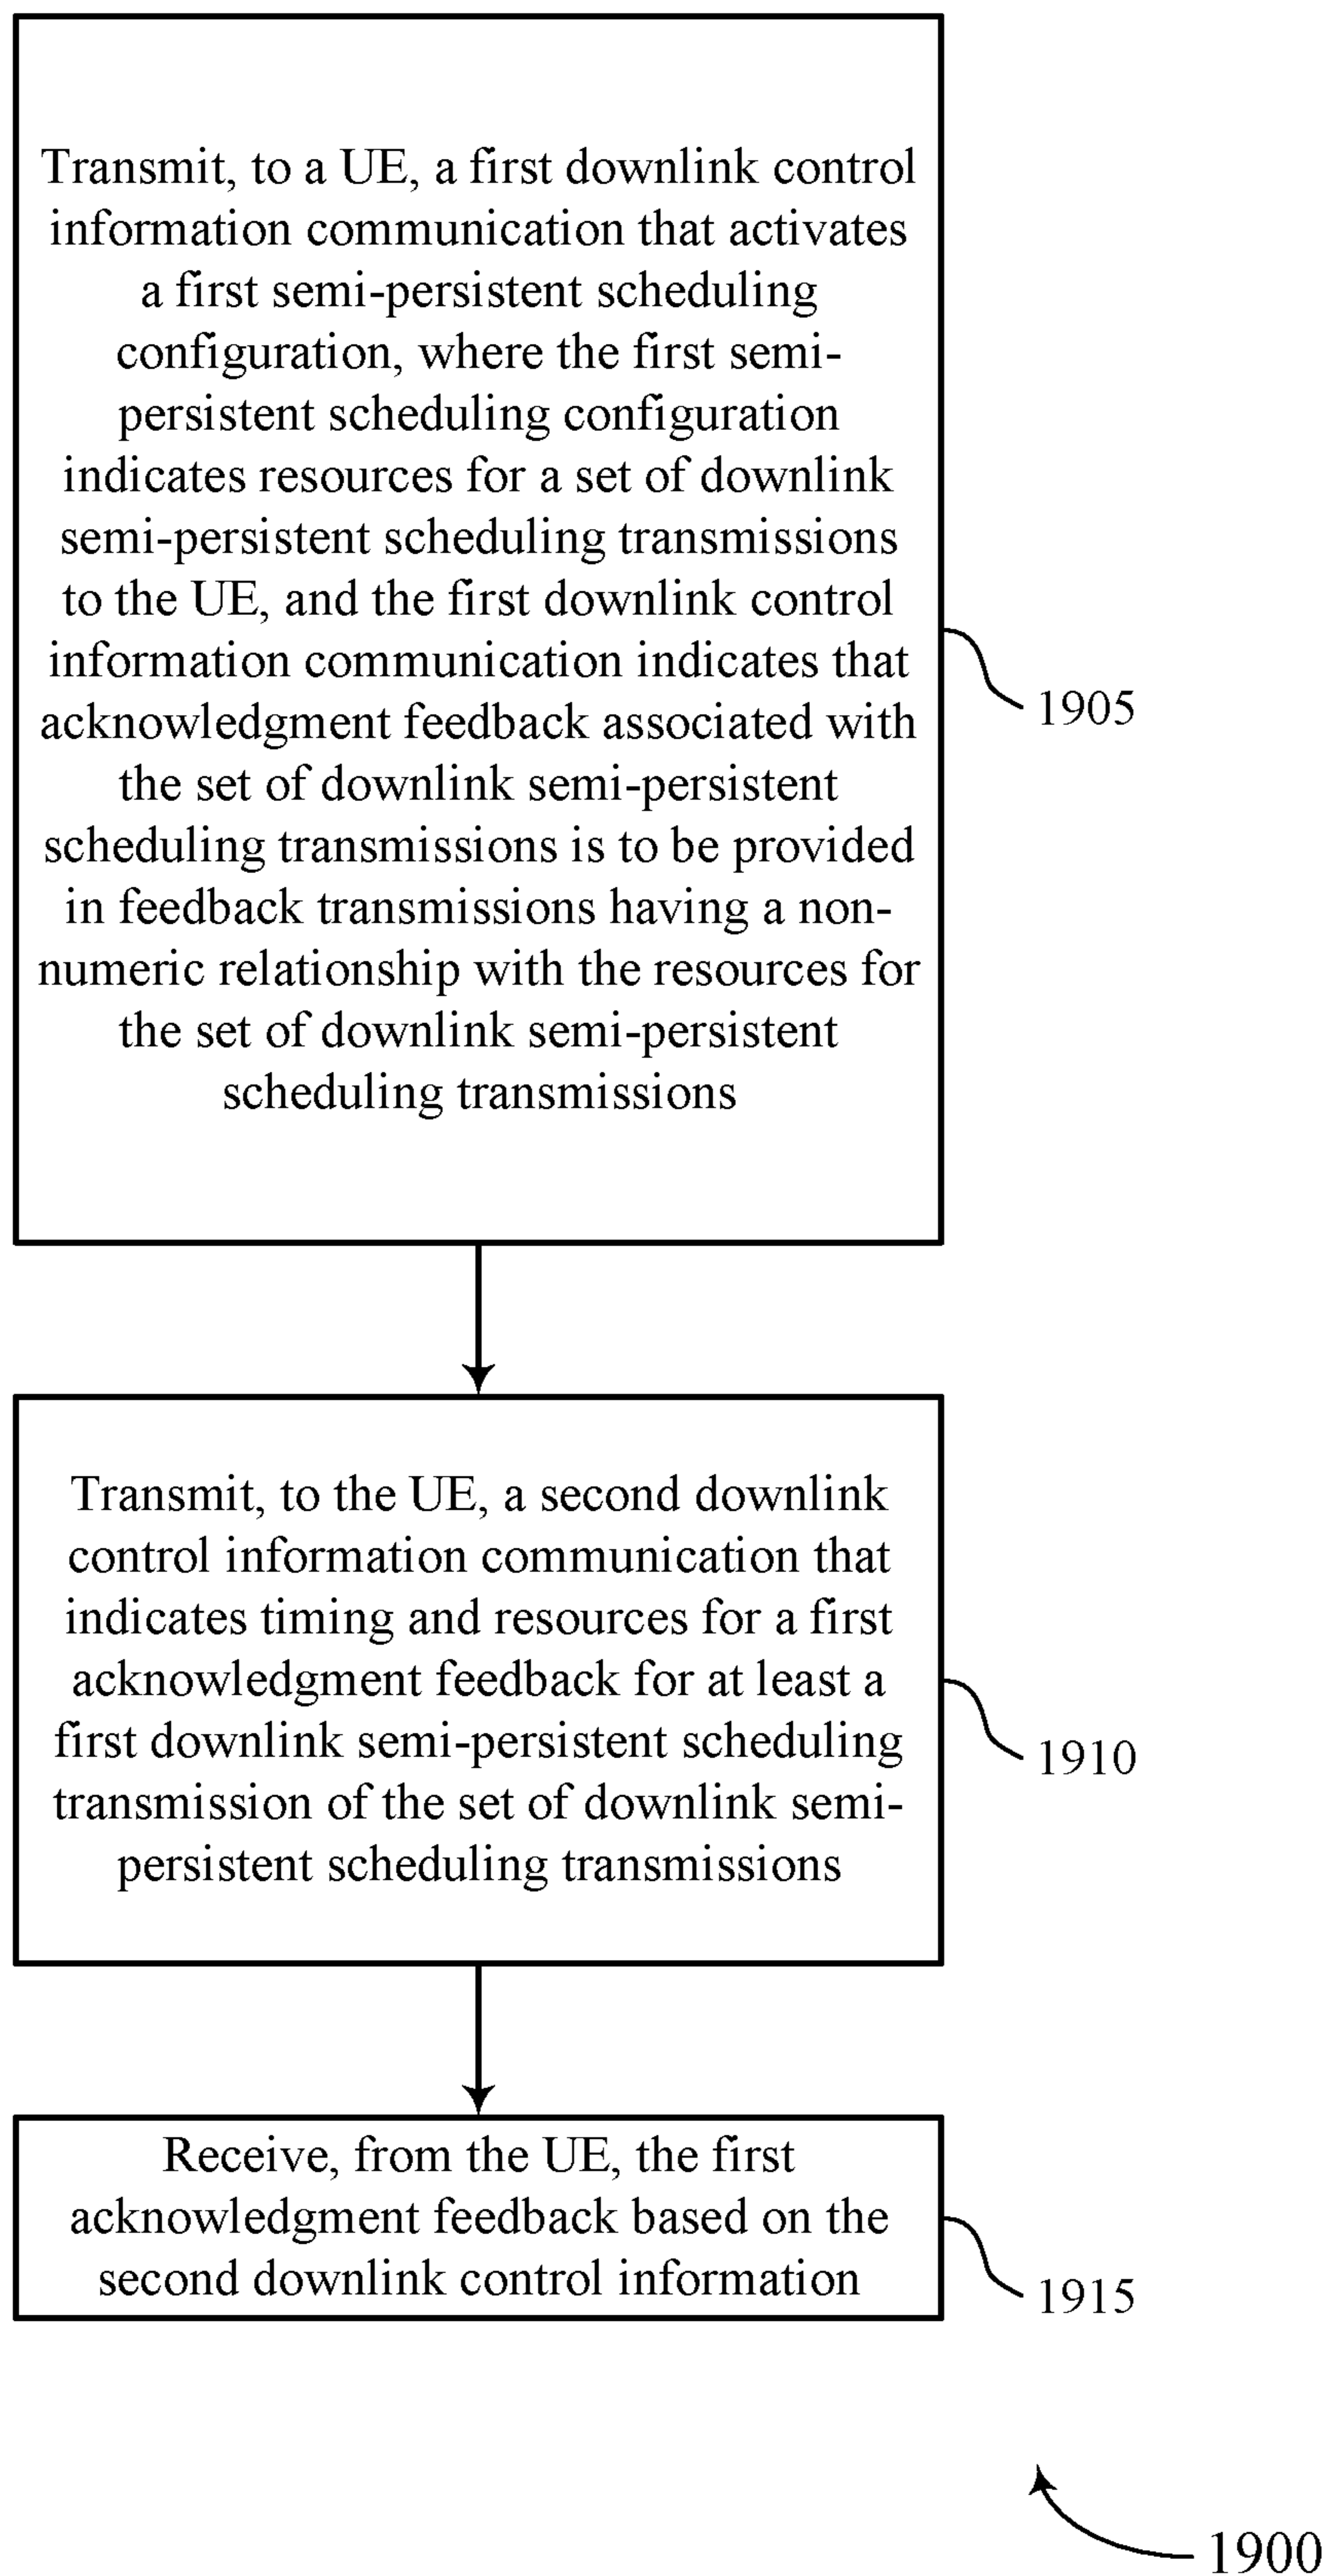 Transmit, to a UE, a first downlink control
information communication that activates
a first semi-persistent scheduling
configuration, where the first semi-
persistent scheduling configuration
indicates resources for a set of downlink
semi-persistent scheduling transmissions
to the UE, and the first downlink control
information communication indicates that
acknowledgment feedback associated with
the set of downlink semi-persistent
scheduling transmissions is to be provided
in feedback transmissions having a non-
numeric relationship with the resources for
the set of downlink semi-persistent
scheduling transmissions
1905
Transmit, to the UE, a second downlink
control information communication that
indicates timing and resources for a first
acknowledgment feedback for at least a
first downlink semi-persistent scheduling
transmission of the set of downlink semi-
persistent scheduling transmissions
1910
Receive, from the UE, the first
acknowledgment feedback based on the
second downlink control information
1915
1900